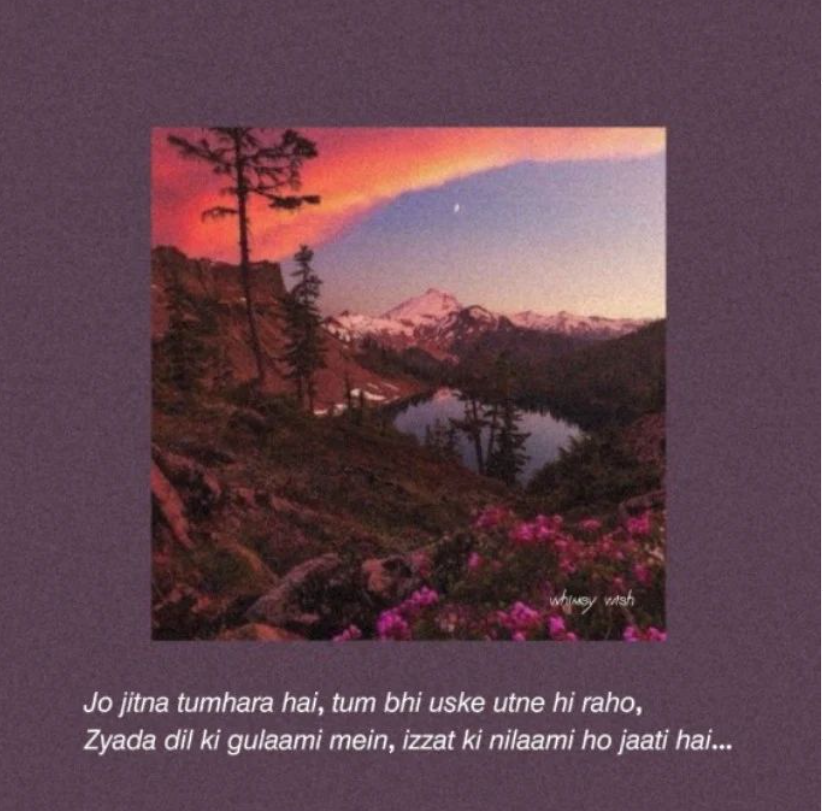 whimsy wish
Jo jitna tumhara hai, tum bhi uske utne hi raho,
Zyada dil ki gulaami mein, izzat ki nilaami ho jaati hai...